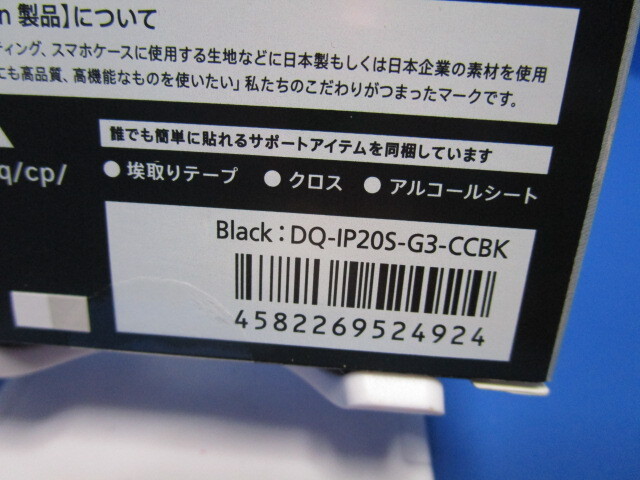 n 製品】について
ティング、スマホケースに使用する生地などに日本製もしくは日本企業の素材を使用
にも高品質、高機能なものを使いたい」私たちのこだわりがつまったマークです。
誰でも簡単に貼れるサポートアイテムを同梱しています
q/cp/
● 埃取りテープ ● クロス ● アルコールシート
Black : DQ-IP20S-G3-CCBK
4582269524924